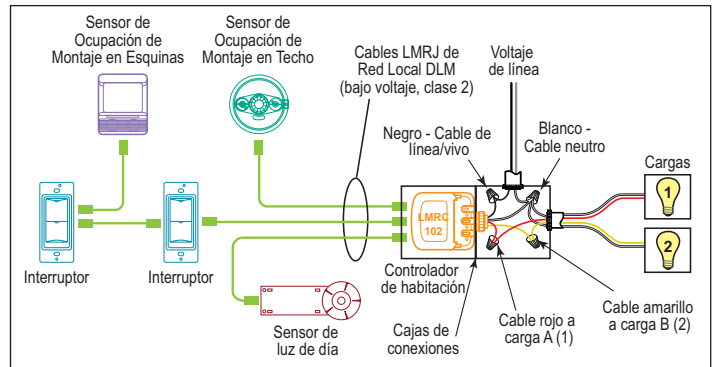 Sensor de
Ocupación de
Montaje en Esquinas
Sensor de
Ocupación de
Montaje en Techo
Cables LMRJ de
Red Local DLM
(bajo voltaje, clase 2)
Voltaje
de línea
Negro - Cable de
línea/vivo
Blanco -
Cable neutro
Cargas
1
2
LMRC
102
Interruptor
Interruptor
Controlador
de habitación
Sensor de
luz de día
Cajas de
conexiones
Cable rojo a
carga A (1)
Cable amarillo
a carga B (2)